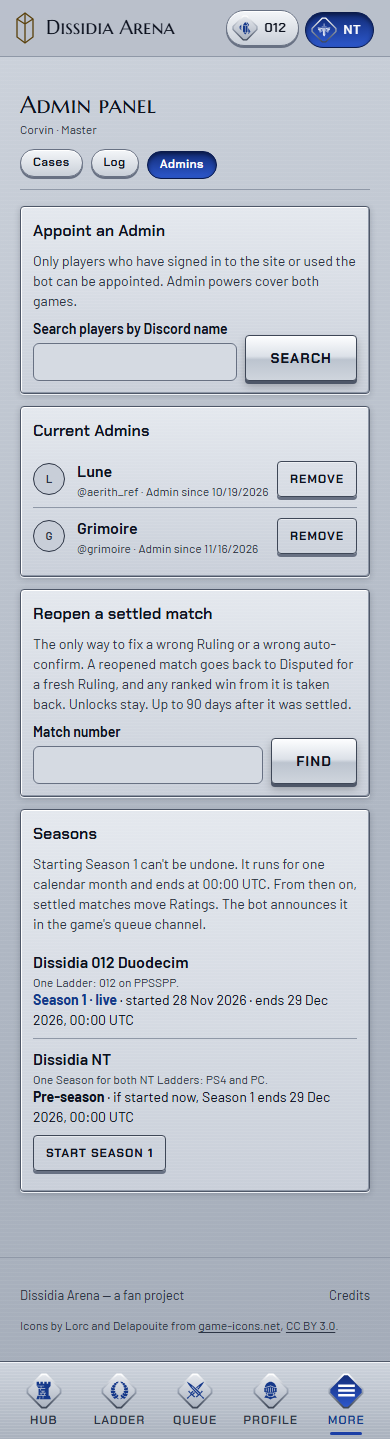 Dissidia Arena
012
NT
Admin panel
Corvin · Master
Cases
Log
Admins
Appoint an Admin
Only players who have signed in to the site or used the
bot can be appointed. Admin powers cover both
games.
Search players by Discord name
SEARCH
Current Admins
L
Lune
@aerith_ref · Admin since 10/19/2026
REMOVE
G
Grimoire
@grimoire · Admin since 11/16/2026
REMOVE
Reopen a settled match
The only way to fix a wrong Ruling or a wrong auto-
confirm. A reopened match goes back to Disputed for
a fresh Ruling, and any ranked win from it is taken
back. Unlocks stay. Up to 90 days after it was settled.
Match number
FIND
Seasons
Starting Season 1 can't be undone. It runs for one
calendar month and ends at 00:00 UTC. From then on,
settled matches move Ratings. The bot announces it
in the game's queue channel.
Dissidia 012 Duodecim
One Ladder: 012 on PPSSPP.
Season 1 · live · started 28 Nov 2026 · ends 29 Dec
2026, 00:00 UTC
Dissidia NT
One Season for both NT Ladders: PS4 and PC.
Pre-season · if started now, Season 1 ends 29 Dec
2026, 00:00 UTC
START SEASON 1
Dissidia Arena — a fan project
Credits
Icons by Lorc and Delapouite from game-icons.net, CC BY 3.0.
HUB
LADDER
QUEUE
PROFILE
MORE